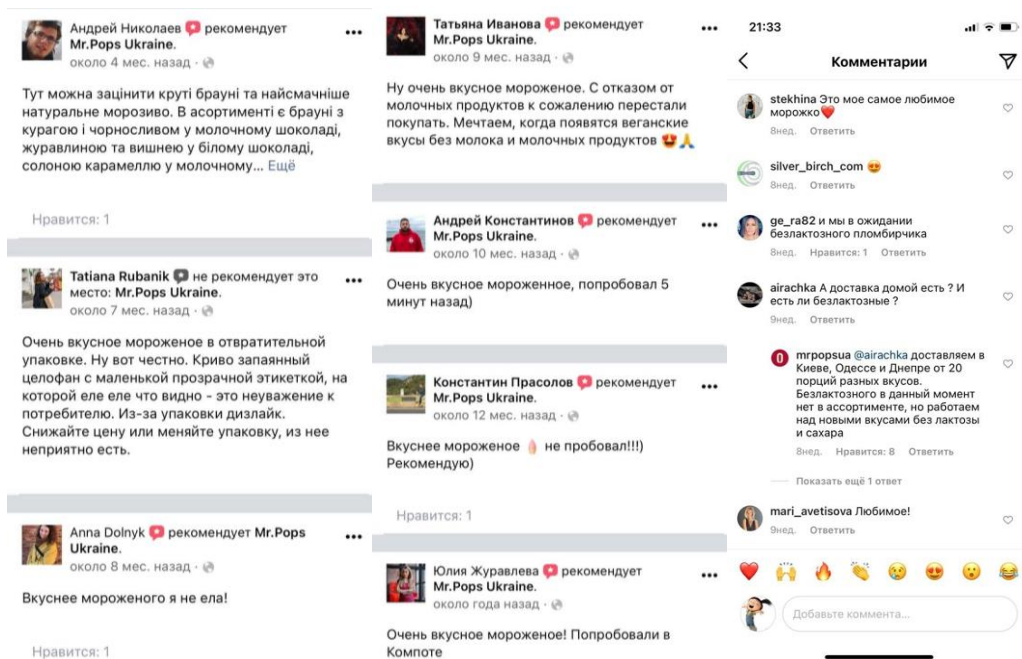 Андрей Николаев рекомендует
Mr.Pops Ukraine.
около 4 мес. назад ·
Тут можна зацінити круті брауні та найсмачніше
натуральне морозиво. В асортименті є брауні з
курагою і чорносливом у молочному шоколаді,
журавлиною та вишнею у білому шоколаді,
солоною карамеллю у молочному... Ещё
Нравится: 1
Tatiana Rubanik не рекомендует это
место: Mr.Pops Ukraine.
около 7 мес. назад ·
Очень вкусное мороженое в отвратительной
упаковке. Ну вот честно. Криво запаянный
целофан с маленькой прозрачной этикеткой, на
которой еле еле что видно - это неуважение к
потребителю. Из-за упаковки дизлайк.
Снижайте цену или меняйте упаковку, из нее
неприятно есть.
Anna Dolnyk рекомендует Mr.Pops
Ukraine.
около 8 мес. назад ·
Вкуснее мороженого я не ела!
Нравится: 1
Татьяна Иванова рекомендует
Mr.Pops Ukraine.
около 9 мес. назад ·
Ну очень вкусное мороженое. С отказом от
молочных продуктов к сожалению перестали
покупать. Мечтаем, когда появятся веганские
вкусы без молока и молочных продуктов 🤩🙏
Андрей Константинов рекомендует
Mr.Pops Ukraine.
около 10 мес. назад ·
Очень вкусное мороженное, попробовал 5
минут назад)
Константин Прасолов рекомендует
Mr.Pops Ukraine.
около 12 мес. назад ·
Вкуснее мороженое не пробовал!!!)
Рекомендую)
Нравится: 1
Юлия Журавлева рекомендует
Mr.Pops Ukraine.
около года назад ·
Очень вкусное мороженое! Попробовали в
Компоте
21:33
Комментарии
stekhina Это мое самое любимое
морожко❤️
8нед. Ответить
silver_birch_com 😍
8нед. Ответить
ge_ra82 и мы в ожидании
безлактозного пломбирчика
8нед. Нравится: 1 Ответить
airachka А доставка домой есть ? И
есть ли безлактозные ?
9нед. Ответить
mrpopsua @airachka доставляем в
Киеве, Одессе и Днепре от 20
порций разных вкусов.
Безлактозного в данный момент
нет в ассортименте, но работаем
над новыми вкусами без лактозы
и сахара
8нед. Нравится: 8 Ответить
Показать ещё 1 ответ
mari_avetisova Любимое!
9нед. Ответить
Добавьте коммента...